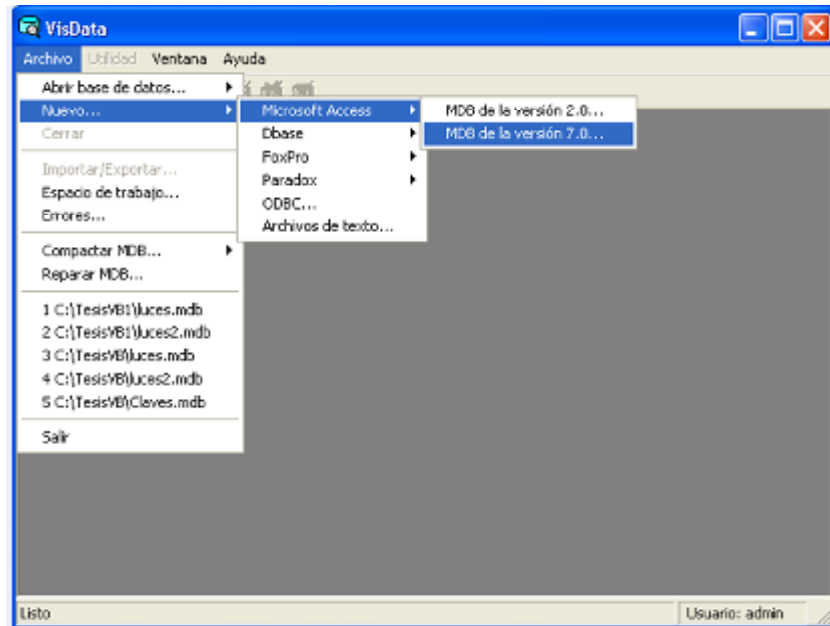 VisData
Archivo Utilidad Ventana Ayuda
Abrir base de datos...
Nuevo...
Cerrar
Importar/Exportar...
Espacio de trabajo...
Errores...
Compactar MDB...
Reparar MDB...
1 C:\TesisVB1\luces.mdb
2 C:\TesisVB1\luces2.mdb
3 C:\TesisVB\luces.mdb
4 C:\TesisVB\luces2.mdb
5 C:\TesisVB\Claves.mdb
Salir
Microsoft Access
Dbase
FoxPro
Paradox
ODBC...
Archivos de texto...
MDB de la versión 2.0...
MDB de la versión 7.0...
Listo
Usuario: admin